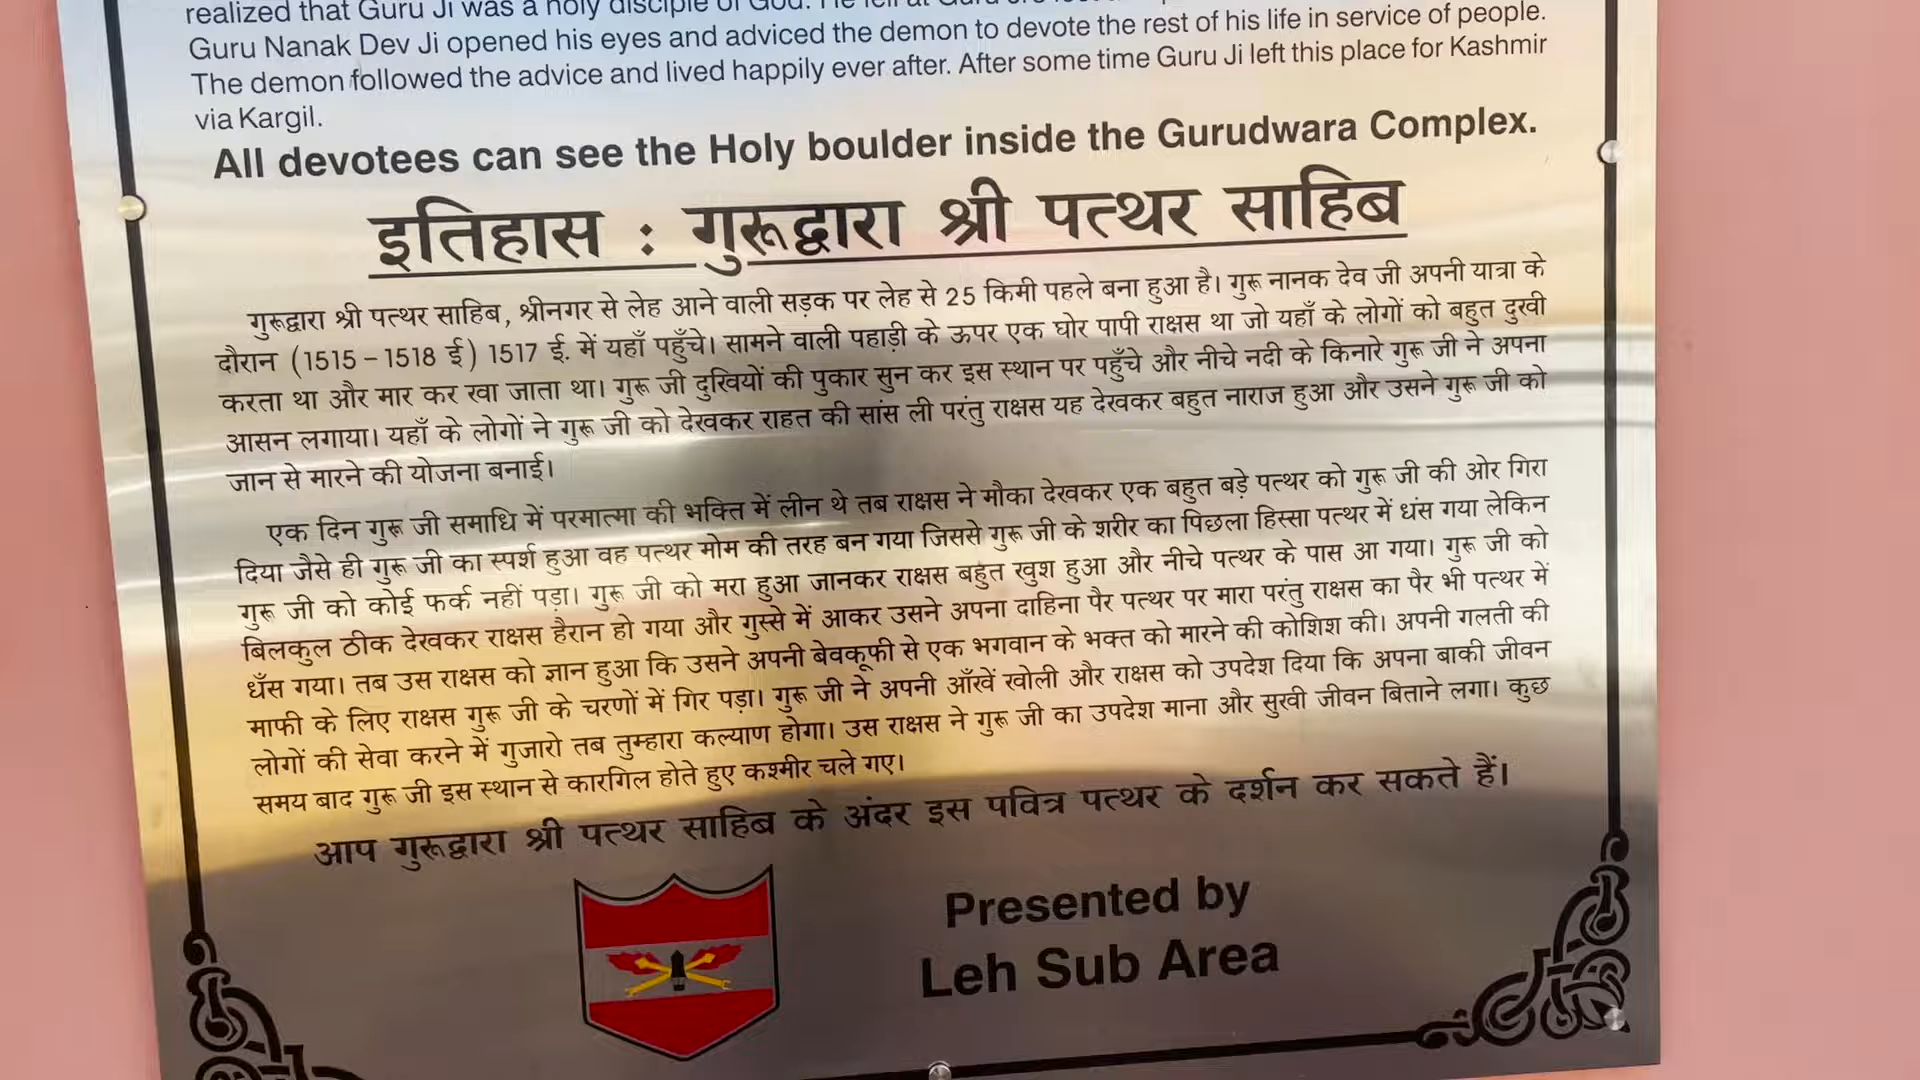 realized that Guru Ji was a holy disciple of God. He fell at Guru
Guru Nanak Dev Ji opened his eyes and adviced the demon to devote the rest of his life in service of people.
The demon followed the advice and lived happily ever after. After some time Guru Ji left this place for Kashmir
via Kargil.
All devotees can see the Holy boulder inside the Gurudwara Complex.
इतिहास : गुरूद्वारा श्री पत्थर साहिब
गुरूद्वारा श्री पत्थर साहिब, श्रीनगर से लेह आने वाली सड़क पर लेह से 25 किमी पहले बना हुआ है। गुरू नानक देव जी अपनी यात्रा के
दौरान (1515 – 1518 ई) 1517 ई. में यहाँ पहुँचे। सामने वाली पहाड़ी के ऊपर एक घोर पापी राक्षस था जो यहाँ के लोगों को बहुत दुखी
करता था और मार कर खा जाता था। गुरू जी दुखियों की पुकार सुन कर इस स्थान पर पहुँचे और नीचे नदी के किनारे गुरू जी ने अपना
आसन लगाया। यहाँ के लोगों ने गुरू जी को देखकर राहत की सांस ली परंतु राक्षस यह देखकर बहुत नाराज हुआ और उसने गुरू जी को
जान से मारने की योजना बनाई।
एक दिन गुरू जी समाधि में परमात्मा की भक्ति में लीन थे तब राक्षस ने मौका देखकर एक बहुत बड़े पत्थर को गुरू जी की ओर गिरा
दिया जैसे ही गुरू जी का स्पर्श हुआ वह पत्थर मोम की तरह बन गया जिससे गुरू जी के शरीर का पिछला हिस्सा पत्थर में धंस गया लेकिन
गुरू जी को कोई फर्क नहीं पड़ा। गुरू जी को मरा हुआ जानकर राक्षस बहुत खुश हुआ और नीचे पत्थर के पास आ गया। गुरू जी को
बिलकुल ठीक देखकर राक्षस हैरान हो गया और गुस्से में आकर उसने अपना दाहिना पैर पत्थर पर मारा परंतु राक्षस का पैर भी पत्थर में
धँस गया। तब उस राक्षस को ज्ञान हुआ कि उसने अपनी बेवकूफी से एक भगवान के भक्त को मारने की कोशिश की। अपनी गलती की
माफी के लिए राक्षस गुरू जी के चरणों में गिर पड़ा। गुरू जी ने अपनी आँखें खोली और राक्षस को उपदेश दिया कि अपना बाकी जीवन
लोगों की सेवा करने में गुजारो तब तुम्हारा कल्याण होगा। उस राक्षस ने गुरू जी का उपदेश माना और सुखी जीवन बिताने लगा। कुछ
समय बाद गुरू जी इस स्थान से कारगिल होते हुए कश्मीर चले गए।
आप गुरूद्वारा श्री पत्थर साहिब के अंदर इस पवित्र पत्थर के दर्शन कर सकते हैं।
Presented by
Leh Sub Area